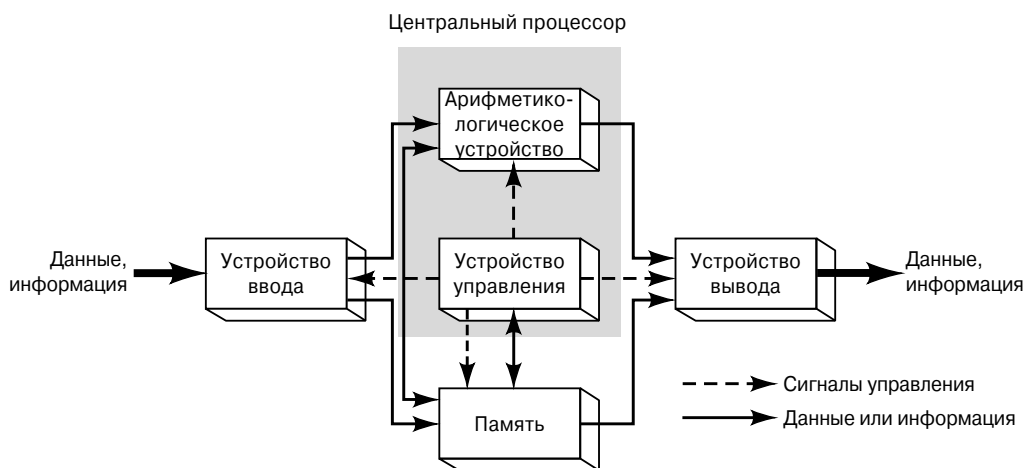 Центральный процессор
Арифметико-
логическое
устройство
Данные,
информация
Устройство
ввода
Устройство
управления
Устройство
вывода
Данные,
информация
Память
Сигналы управления
Данные или информация